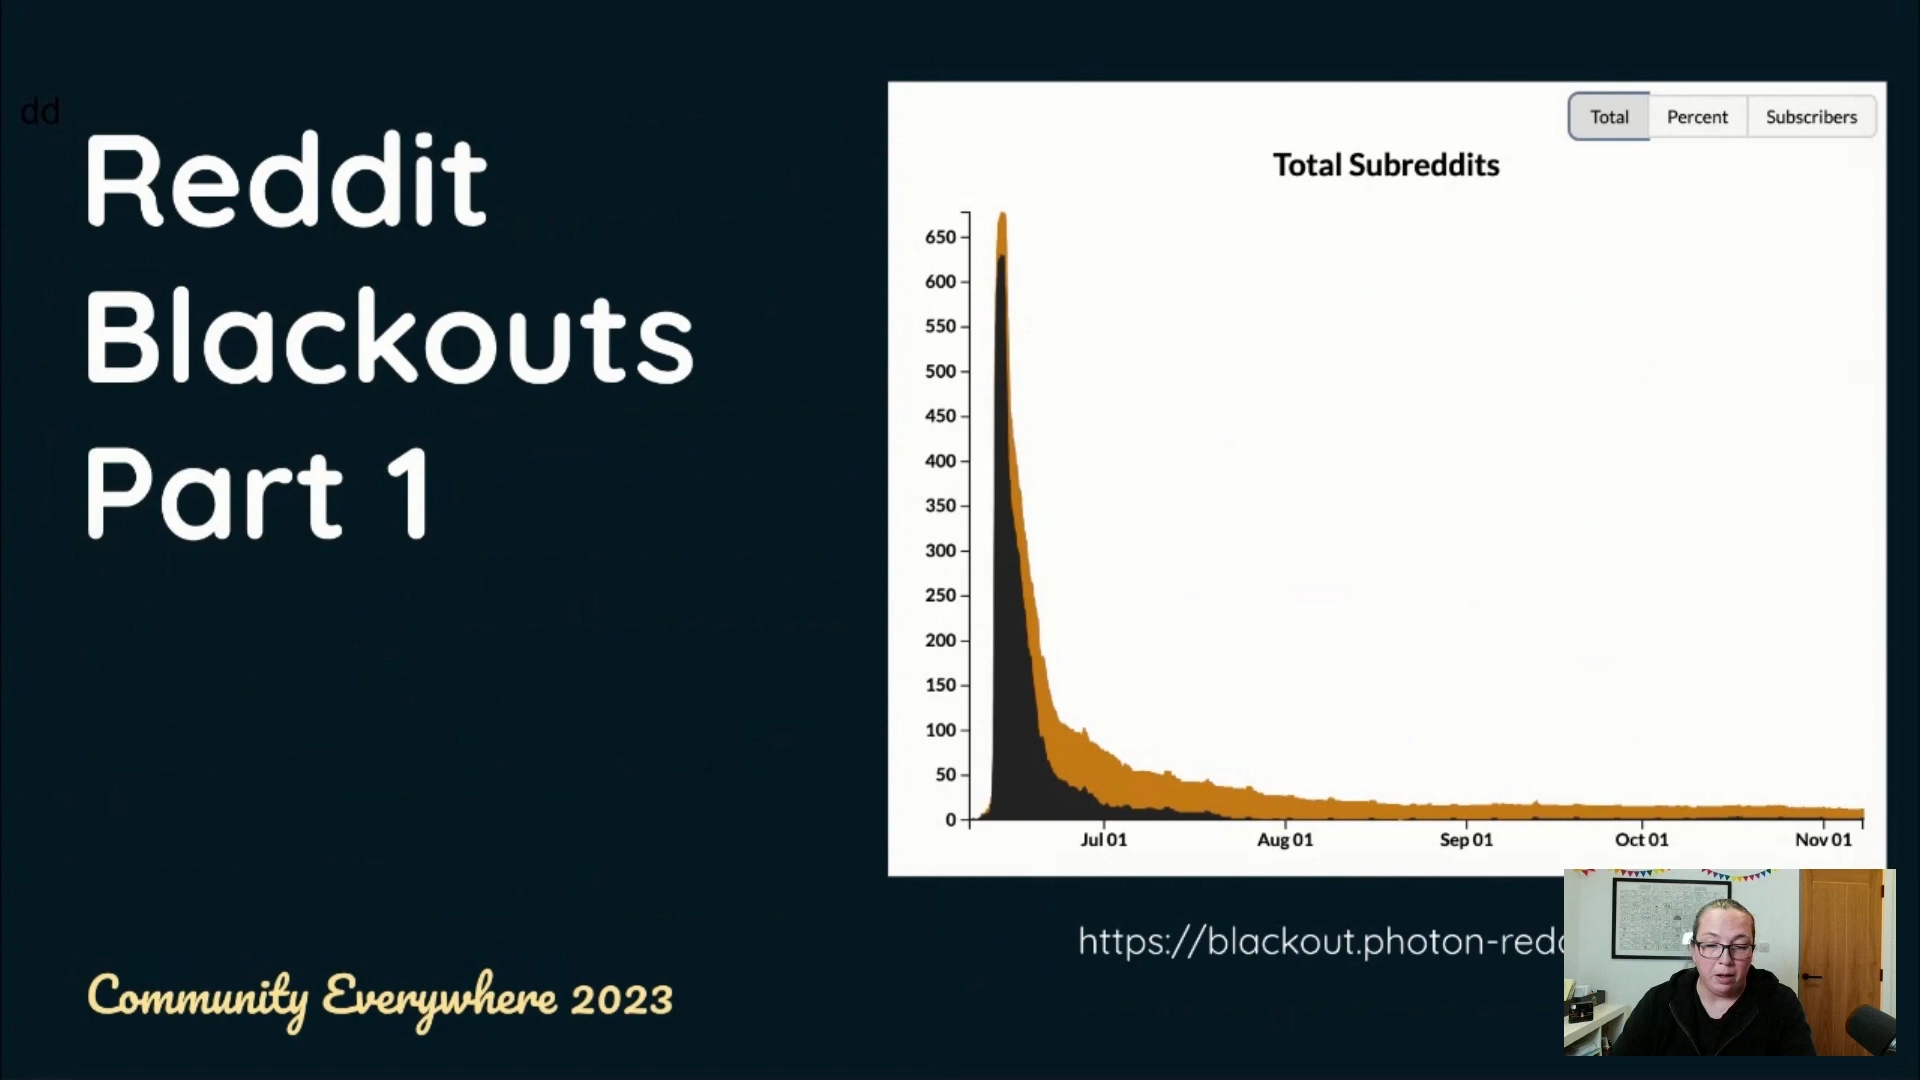 dd
Reddit
Blackouts
Part 1
Community Everywhere 2023
Total Percent Subscribers
Total Subreddits
650
600
550
500
450
400
350
300
250
200
150
100
50
0
Jul 01 Aug 01 Sep 01 Oct 01 Nov 01
https://blackout.photon-redd